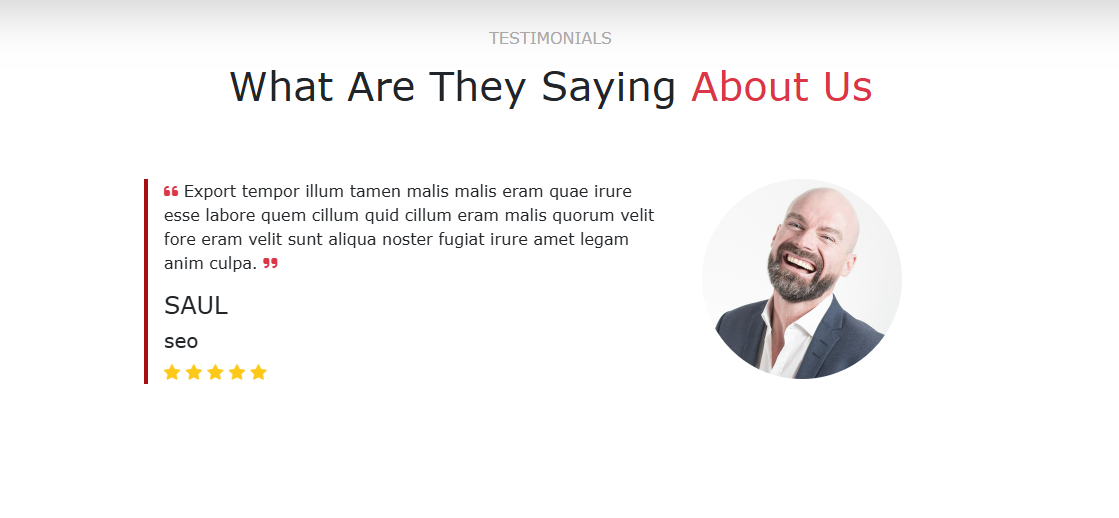 TESTIMONIALS
What Are They Saying About Us
❝ Export tempor illum tamen malis malis eram quae irure
esse labore quem cillum quid cillum eram malis quorum velit
fore eram velit sunt aliqua noster fugiat irure amet legam
anim culpa. ❞
SAUL
seo